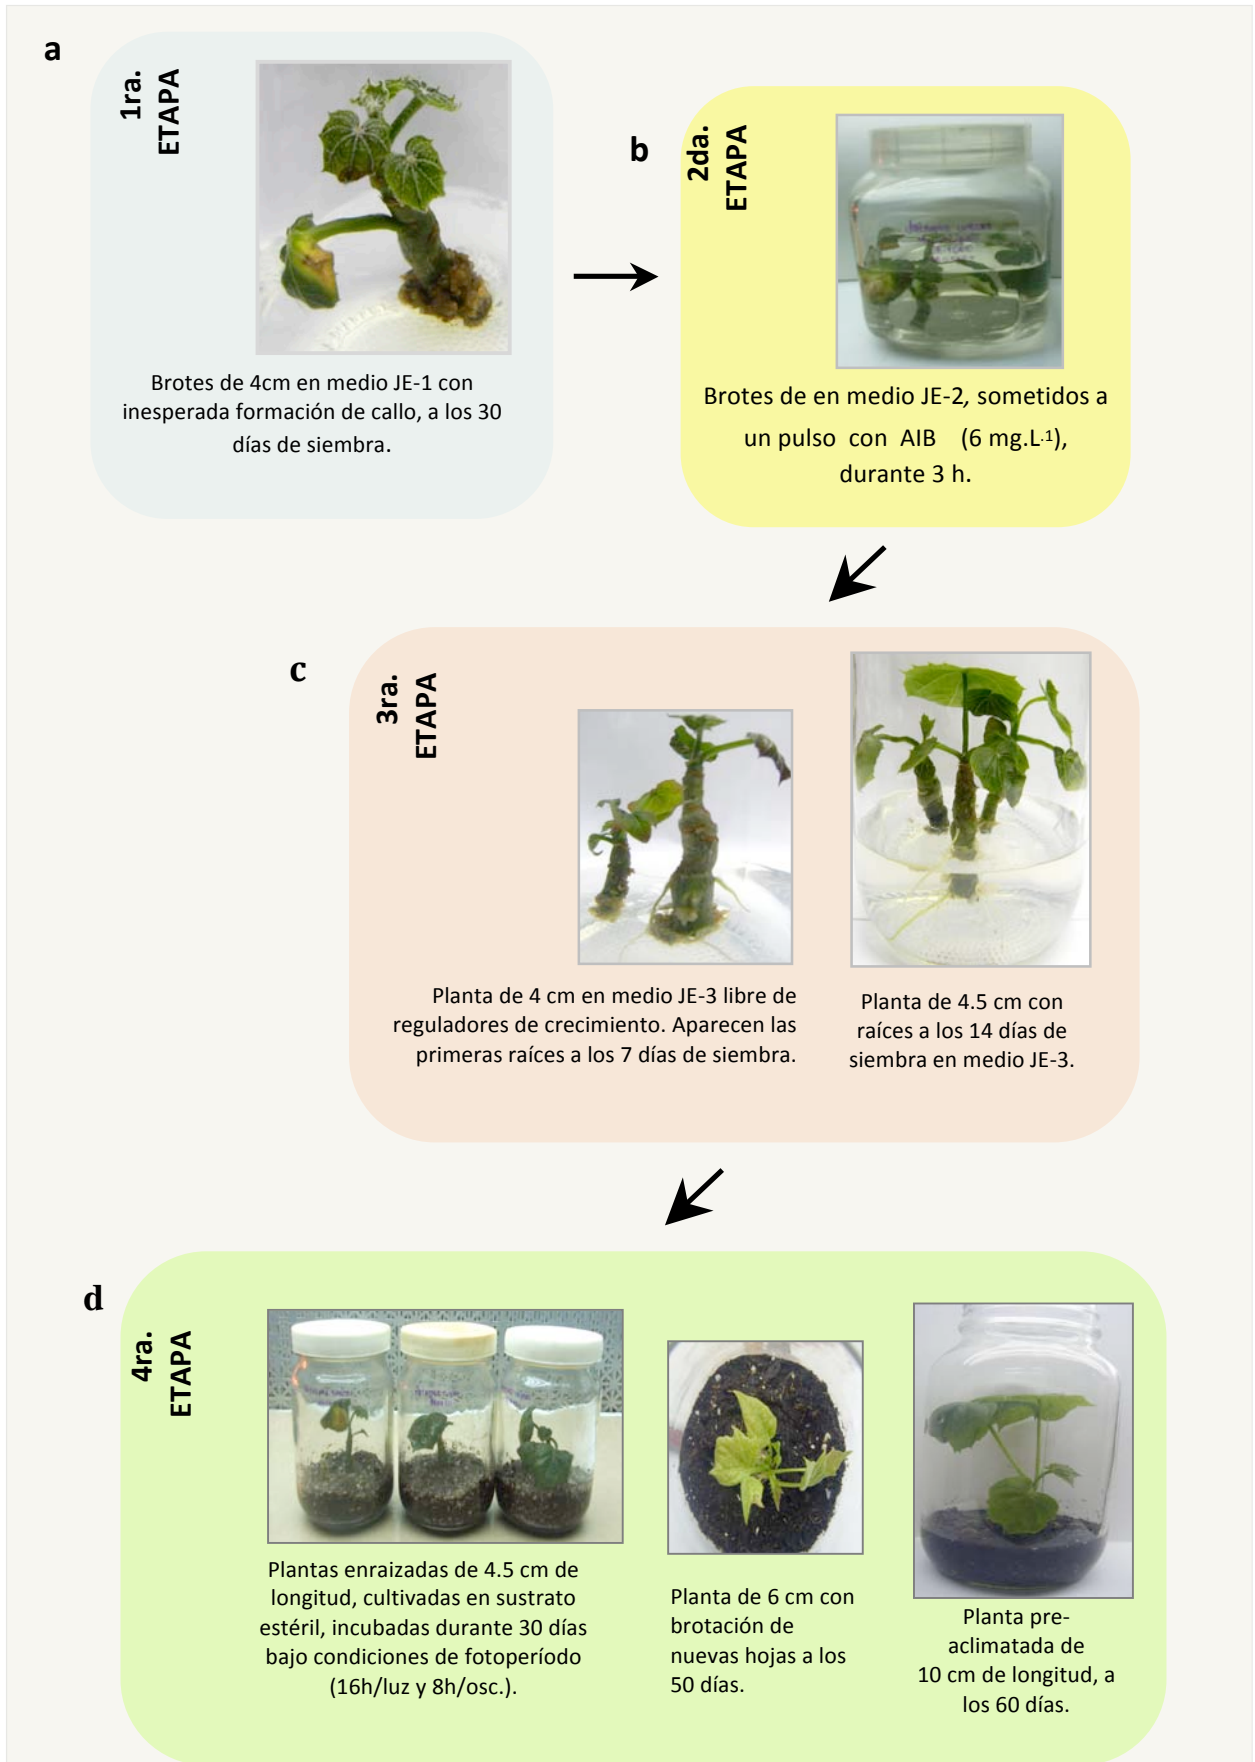 a
1ra.
ETAPA
Brotes de 4cm en medio JE-1 con
inesperada formación de callo, a los 30
días de siembra.
b
2da.
ETAPA
Brotes de en medio JE-2, sometidos a
un pulso con AIB (6 mg.L-1),
durante 3 h.
c
3ra.
ETAPA
Planta de 4 cm en medio JE-3 libre de
reguladores de crecimiento. Aparecen las
primeras raíces a los 7 días de siembra.
Planta de 4.5 cm con
raíces a los 14 días de
siembra en medio JE-3.
d
4ra.
ETAPA
Plantas enraizadas de 4.5 cm de
longitud, cultivadas en sustrato
estéril, incubadas durante 30 días
bajo condiciones de fotoperíodo
(16h/luz y 8h/osc.).
Planta de 6 cm con
brotación de
nuevas hojas a los
50 días.
Planta pre-
aclimatada de
10 cm de longitud, a
los 60 días.